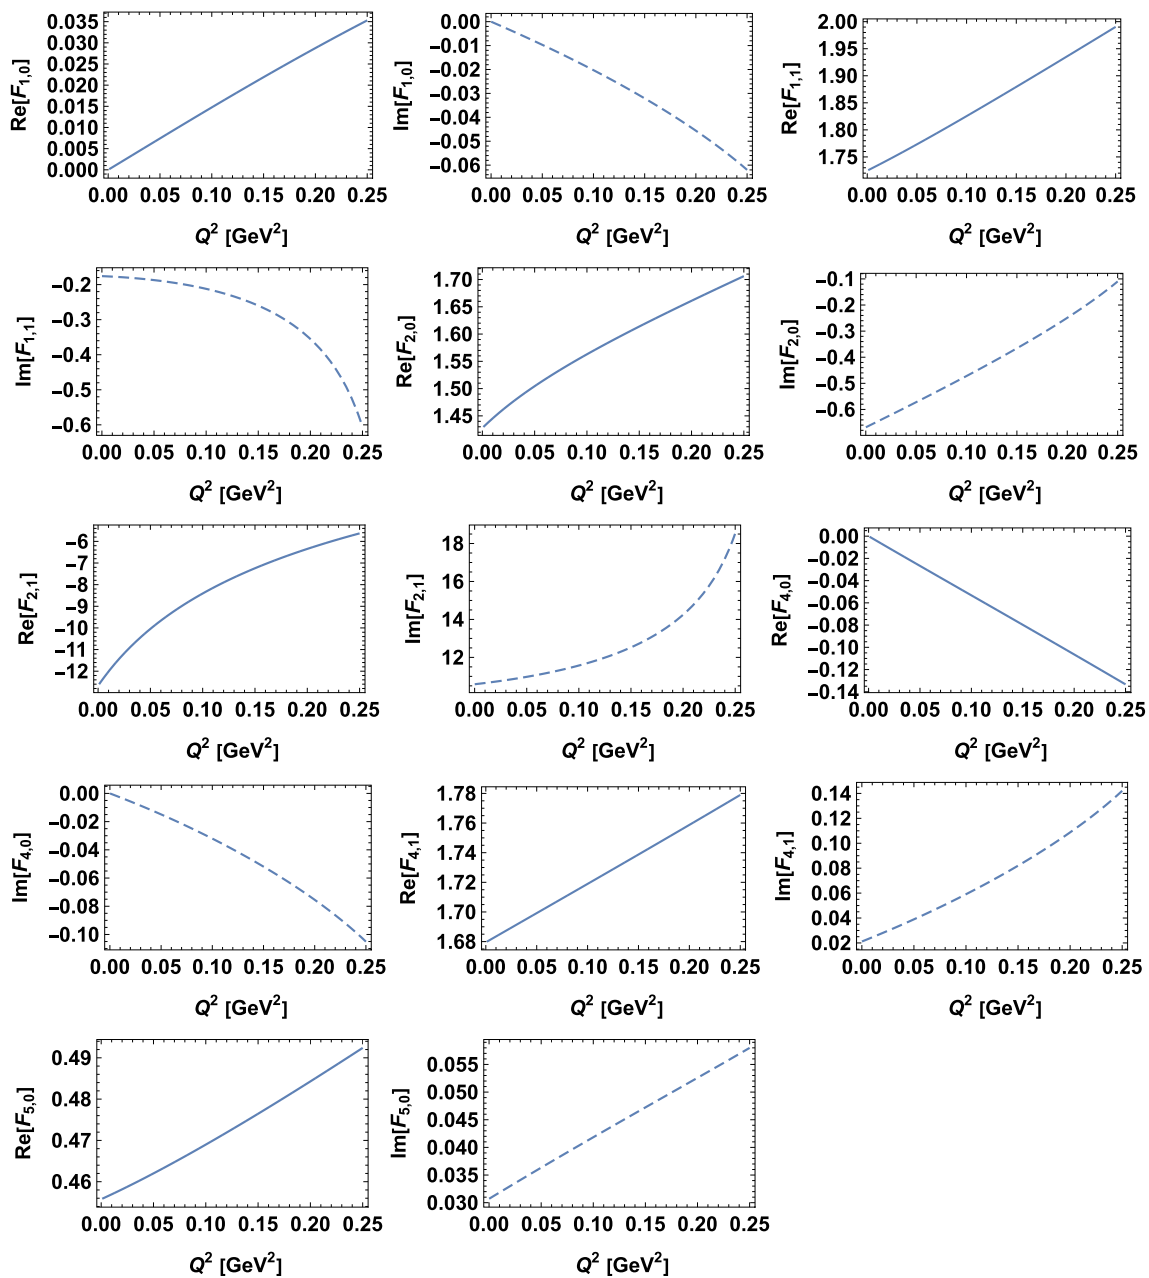 Re[F1,0]
0.035
0.030
0.025
0.020
0.015
0.010
0.005
0.000
0.00 0.05 0.10 0.15 0.20 0.25
Q² [GeV²]
Im[F1,0]
0.00
−0.01
−0.02
−0.03
−0.04
−0.05
−0.06
0.00 0.05 0.10 0.15 0.20 0.25
Q² [GeV²]
Re[F1,1]
2.00
1.95
1.90
1.85
1.80
1.75
0.00 0.05 0.10 0.15 0.20 0.25
Q² [GeV²]
Im[F1,1]
−0.2
−0.3
−0.4
−0.5
−0.6
0.00 0.05 0.10 0.15 0.20 0.25
Q² [GeV²]
Re[F2,0]
1.70
1.65
1.60
1.55
1.50
1.45
0.00 0.05 0.10 0.15 0.20 0.25
Q² [GeV²]
Im[F2,0]
−0.1
−0.2
−0.3
−0.4
−0.5
−0.6
0.00 0.05 0.10 0.15 0.20 0.25
Q² [GeV²]
Re[F2,1]
−6
−7
−8
−9
−10
−11
−12
0.00 0.05 0.10 0.15 0.20 0.25
Q² [GeV²]
Im[F2,1]
18
16
14
12
0.00 0.05 0.10 0.15 0.20 0.25
Q² [GeV²]
Re[F4,0]
0.00
−0.02
−0.04
−0.06
−0.08
−0.10
−0.12
−0.14
0.00 0.05 0.10 0.15 0.20 0.25
Q² [GeV²]
Im[F4,0]
0.00
−0.02
−0.04
−0.06
−0.08
−0.10
0.00 0.05 0.10 0.15 0.20 0.25
Q² [GeV²]
Re[F4,1]
1.78
1.76
1.74
1.72
1.70
1.68
0.00 0.05 0.10 0.15 0.20 0.25
Q² [GeV²]
Im[F4,1]
0.14
0.12
0.10
0.08
0.06
0.04
0.02
0.00 0.05 0.10 0.15 0.20 0.25
Q² [GeV²]
Re[F5,0]
0.49
0.48
0.47
0.46
0.00 0.05 0.10 0.15 0.20 0.25
Q² [GeV²]
Im[F5,0]
0.055
0.050
0.045
0.040
0.035
0.030
0.00 0.05 0.10 0.15 0.20 0.25
Q² [GeV²]